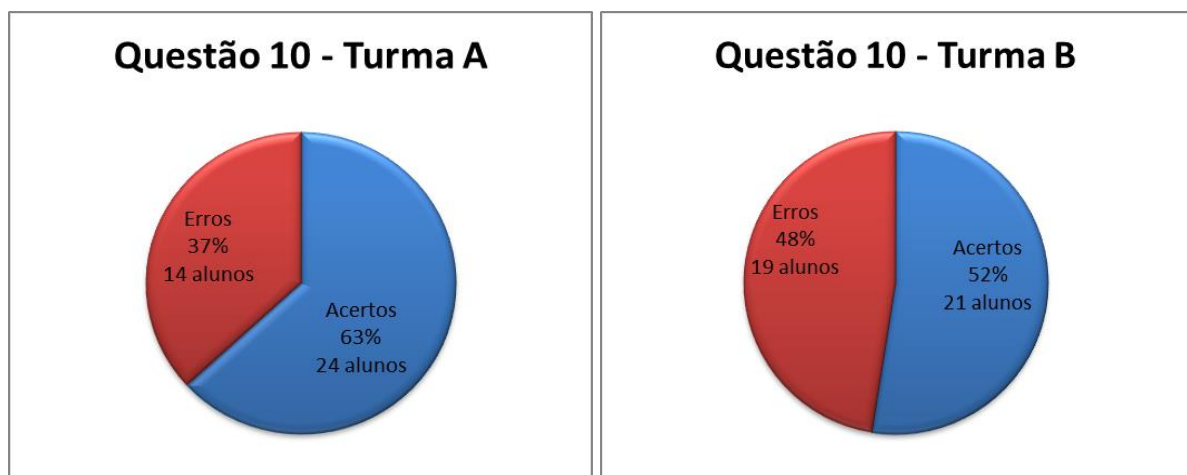 Questão 10 - Turma A
Erros
37%
14 alunos
Acertos
63%
24 alunos
Questão 10 - Turma B
Erros
48%
19 alunos
Acertos
52%
21 alunos